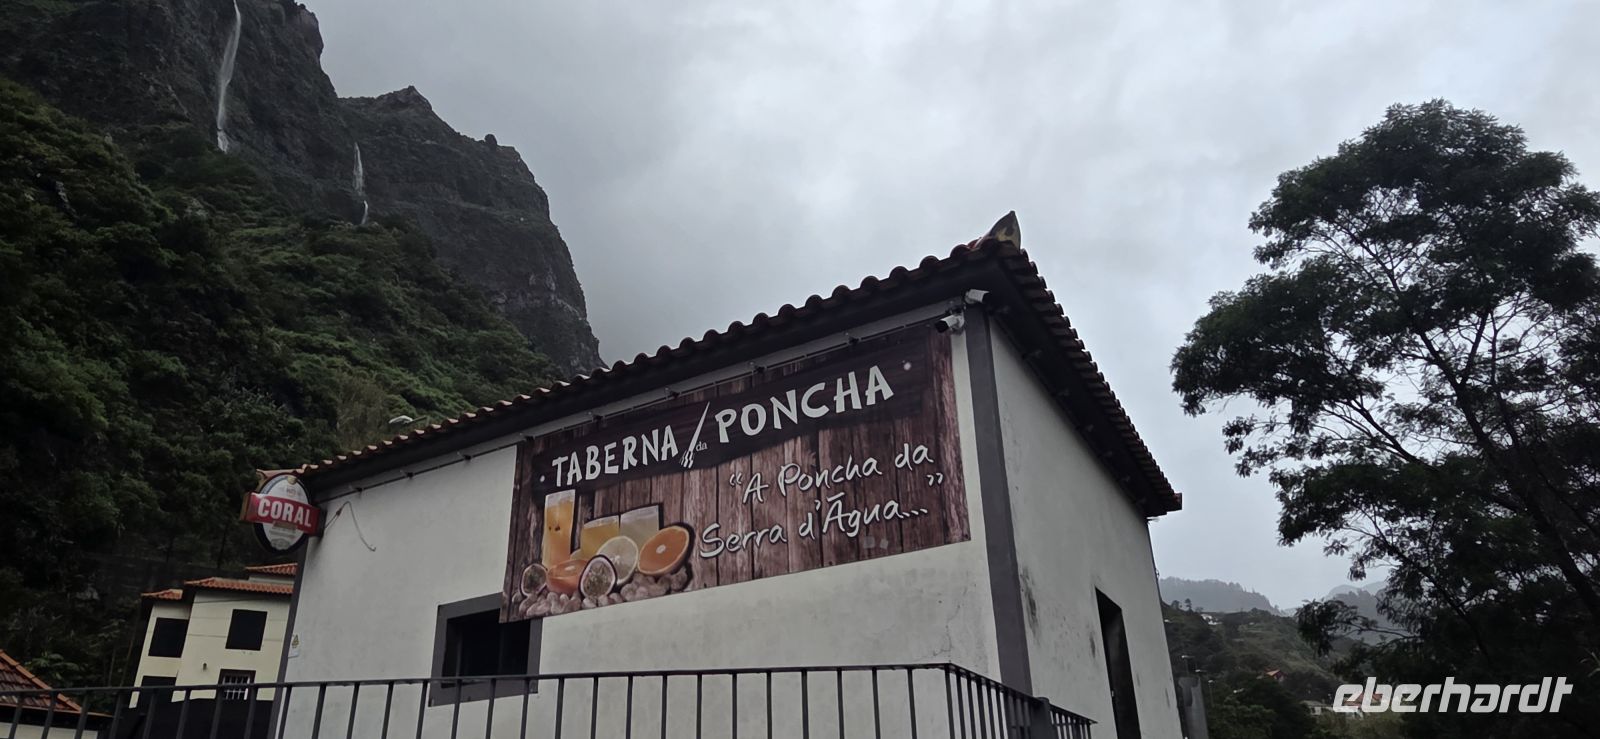 TABERNA da PONCHA
"A Poncha da
Serra d'Água..."
CORAL
eberhardt